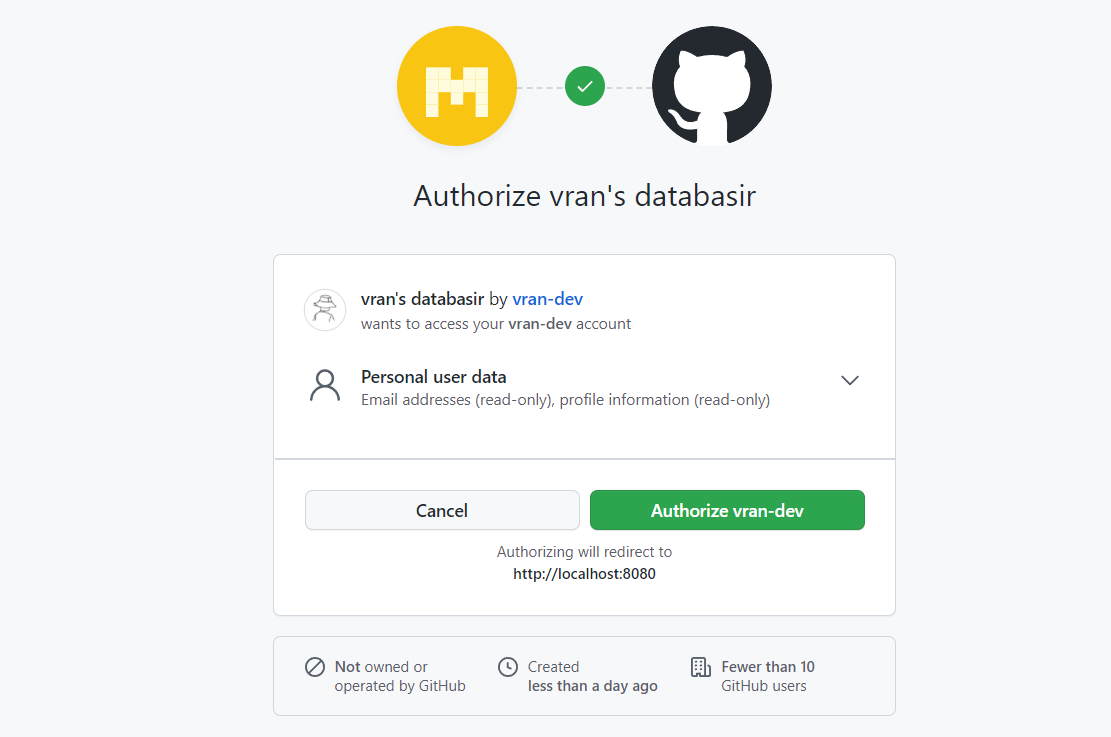 M
Authorize vran's databasir
vran's databasir by vran-dev
wants to access your vran-dev account
Personal user data
Email addresses (read-only), profile information (read-only)
Cancel
Authorize vran-dev
Authorizing will redirect to
http://localhost:8080
Not owned or
operated by GitHub
Created
less than a day ago
Fewer than 10
GitHub users